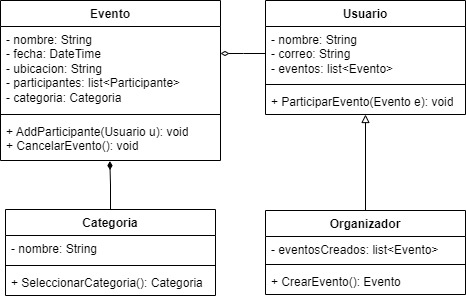 Evento
- nombre: String
- fecha: DateTime
- ubicacion: String
- participantes: list<Participante>
- categoria: Categoria
+ AddParticipante(Usuario u): void
+ CancelarEvento(): void
Usuario
- nombre: String
- correo: String
- eventos: list<Evento>
+ ParticiparEvento(Evento e): void
Categoria
- nombre: String
+ SeleccionarCategoria(): Categoria
Organizador
- eventosCreados: list<Evento>
+ CrearEvento(): Evento